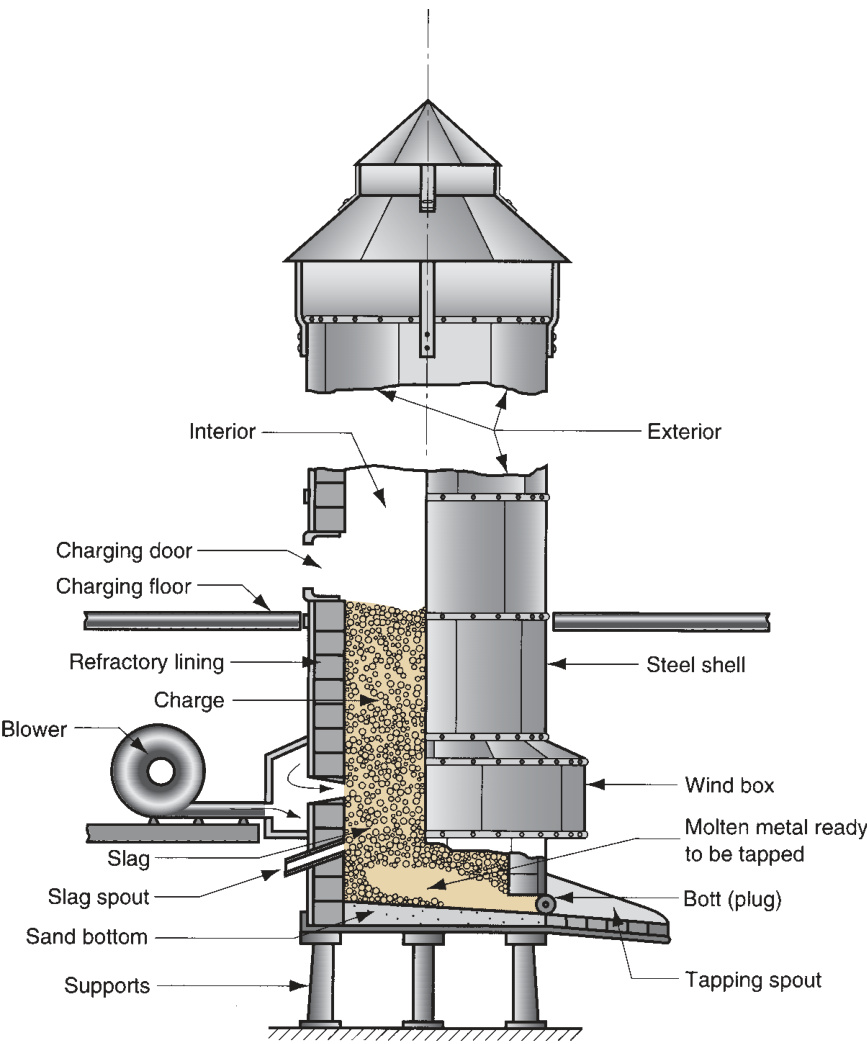 Interior
Exterior
Charging door
Charging floor
Refractory lining
Steel shell
Charge
Blower
Wind box
Molten metal ready
to be tapped
Slag
Slag spout
Bott (plug)
Sand bottom
Tapping spout
Supports